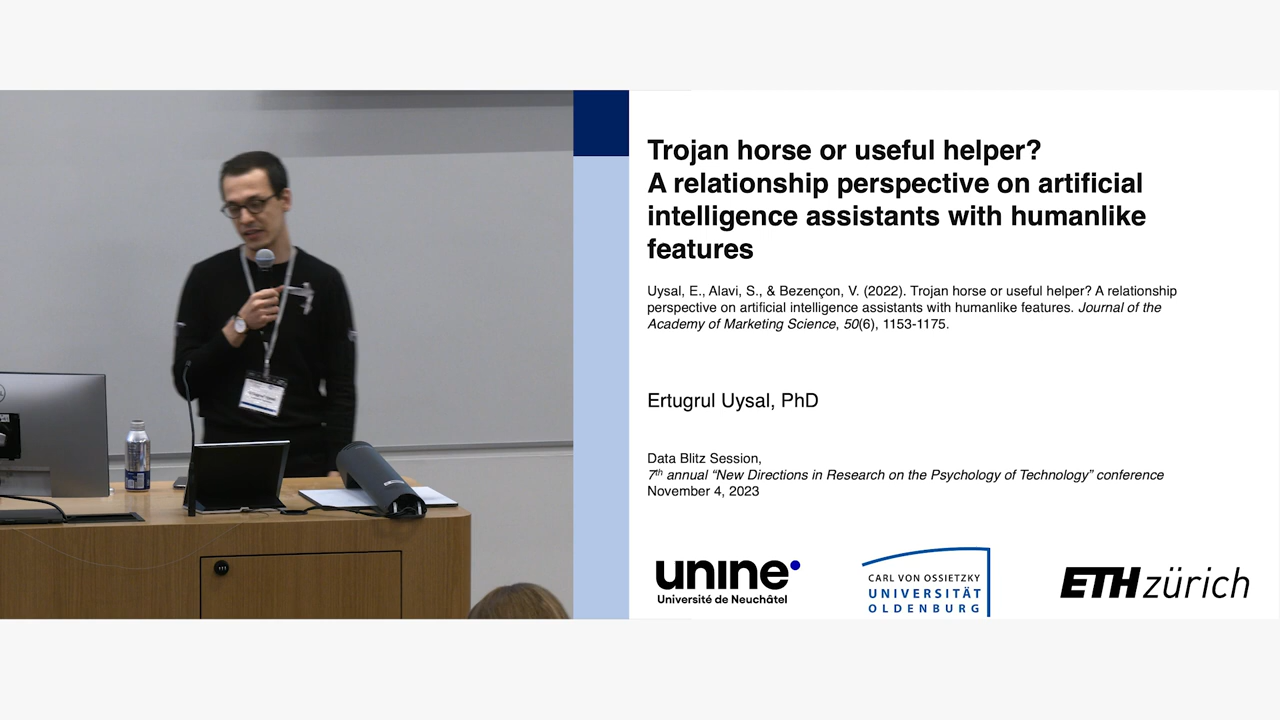 Trojan horse or useful helper?
A relationship perspective on artificial
intelligence assistants with humanlike
features
Uysal, E., Alavi, S., & Bezençon, V. (2022). Trojan horse or useful helper? A relationship
perspective on artificial intelligence assistants with humanlike features. Journal of the
Academy of Marketing Science, 50(6), 1153-1175.
Ertugrul Uysal, PhD
Data Blitz Session,
7th annual “New Directions in Research on the Psychology of Technology” conference
November 4, 2023
unine
Université de Neuchâtel
CARL VON OSSIETZKY
UNIVERSITÄT
OLDENBURG
ETH zürich